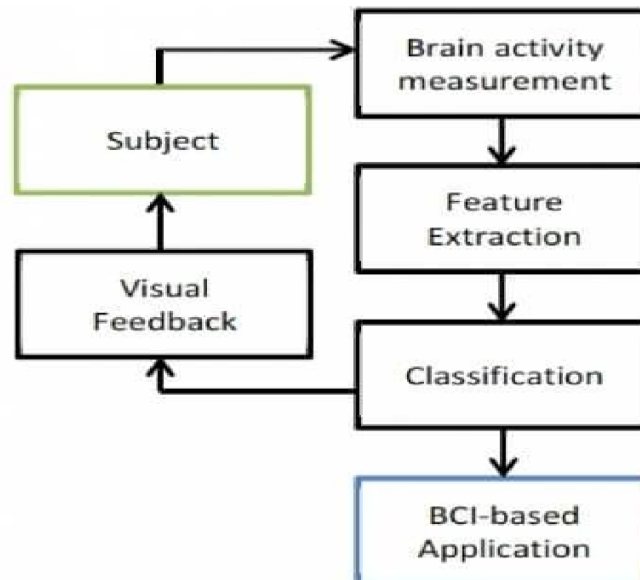 Brain activity
measurement
Subject
Feature
Extraction
Visual
Feedback
Classification
BCI-based
Application